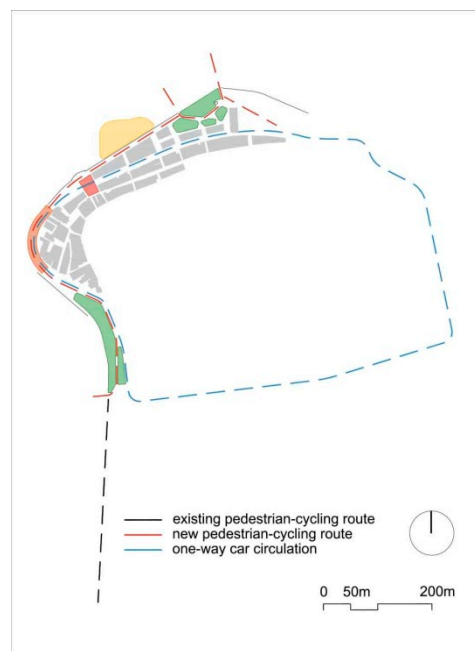 existing pedestrian-cycling route
new pedestrian-cycling route
one-way car circulation
0 50m 200m